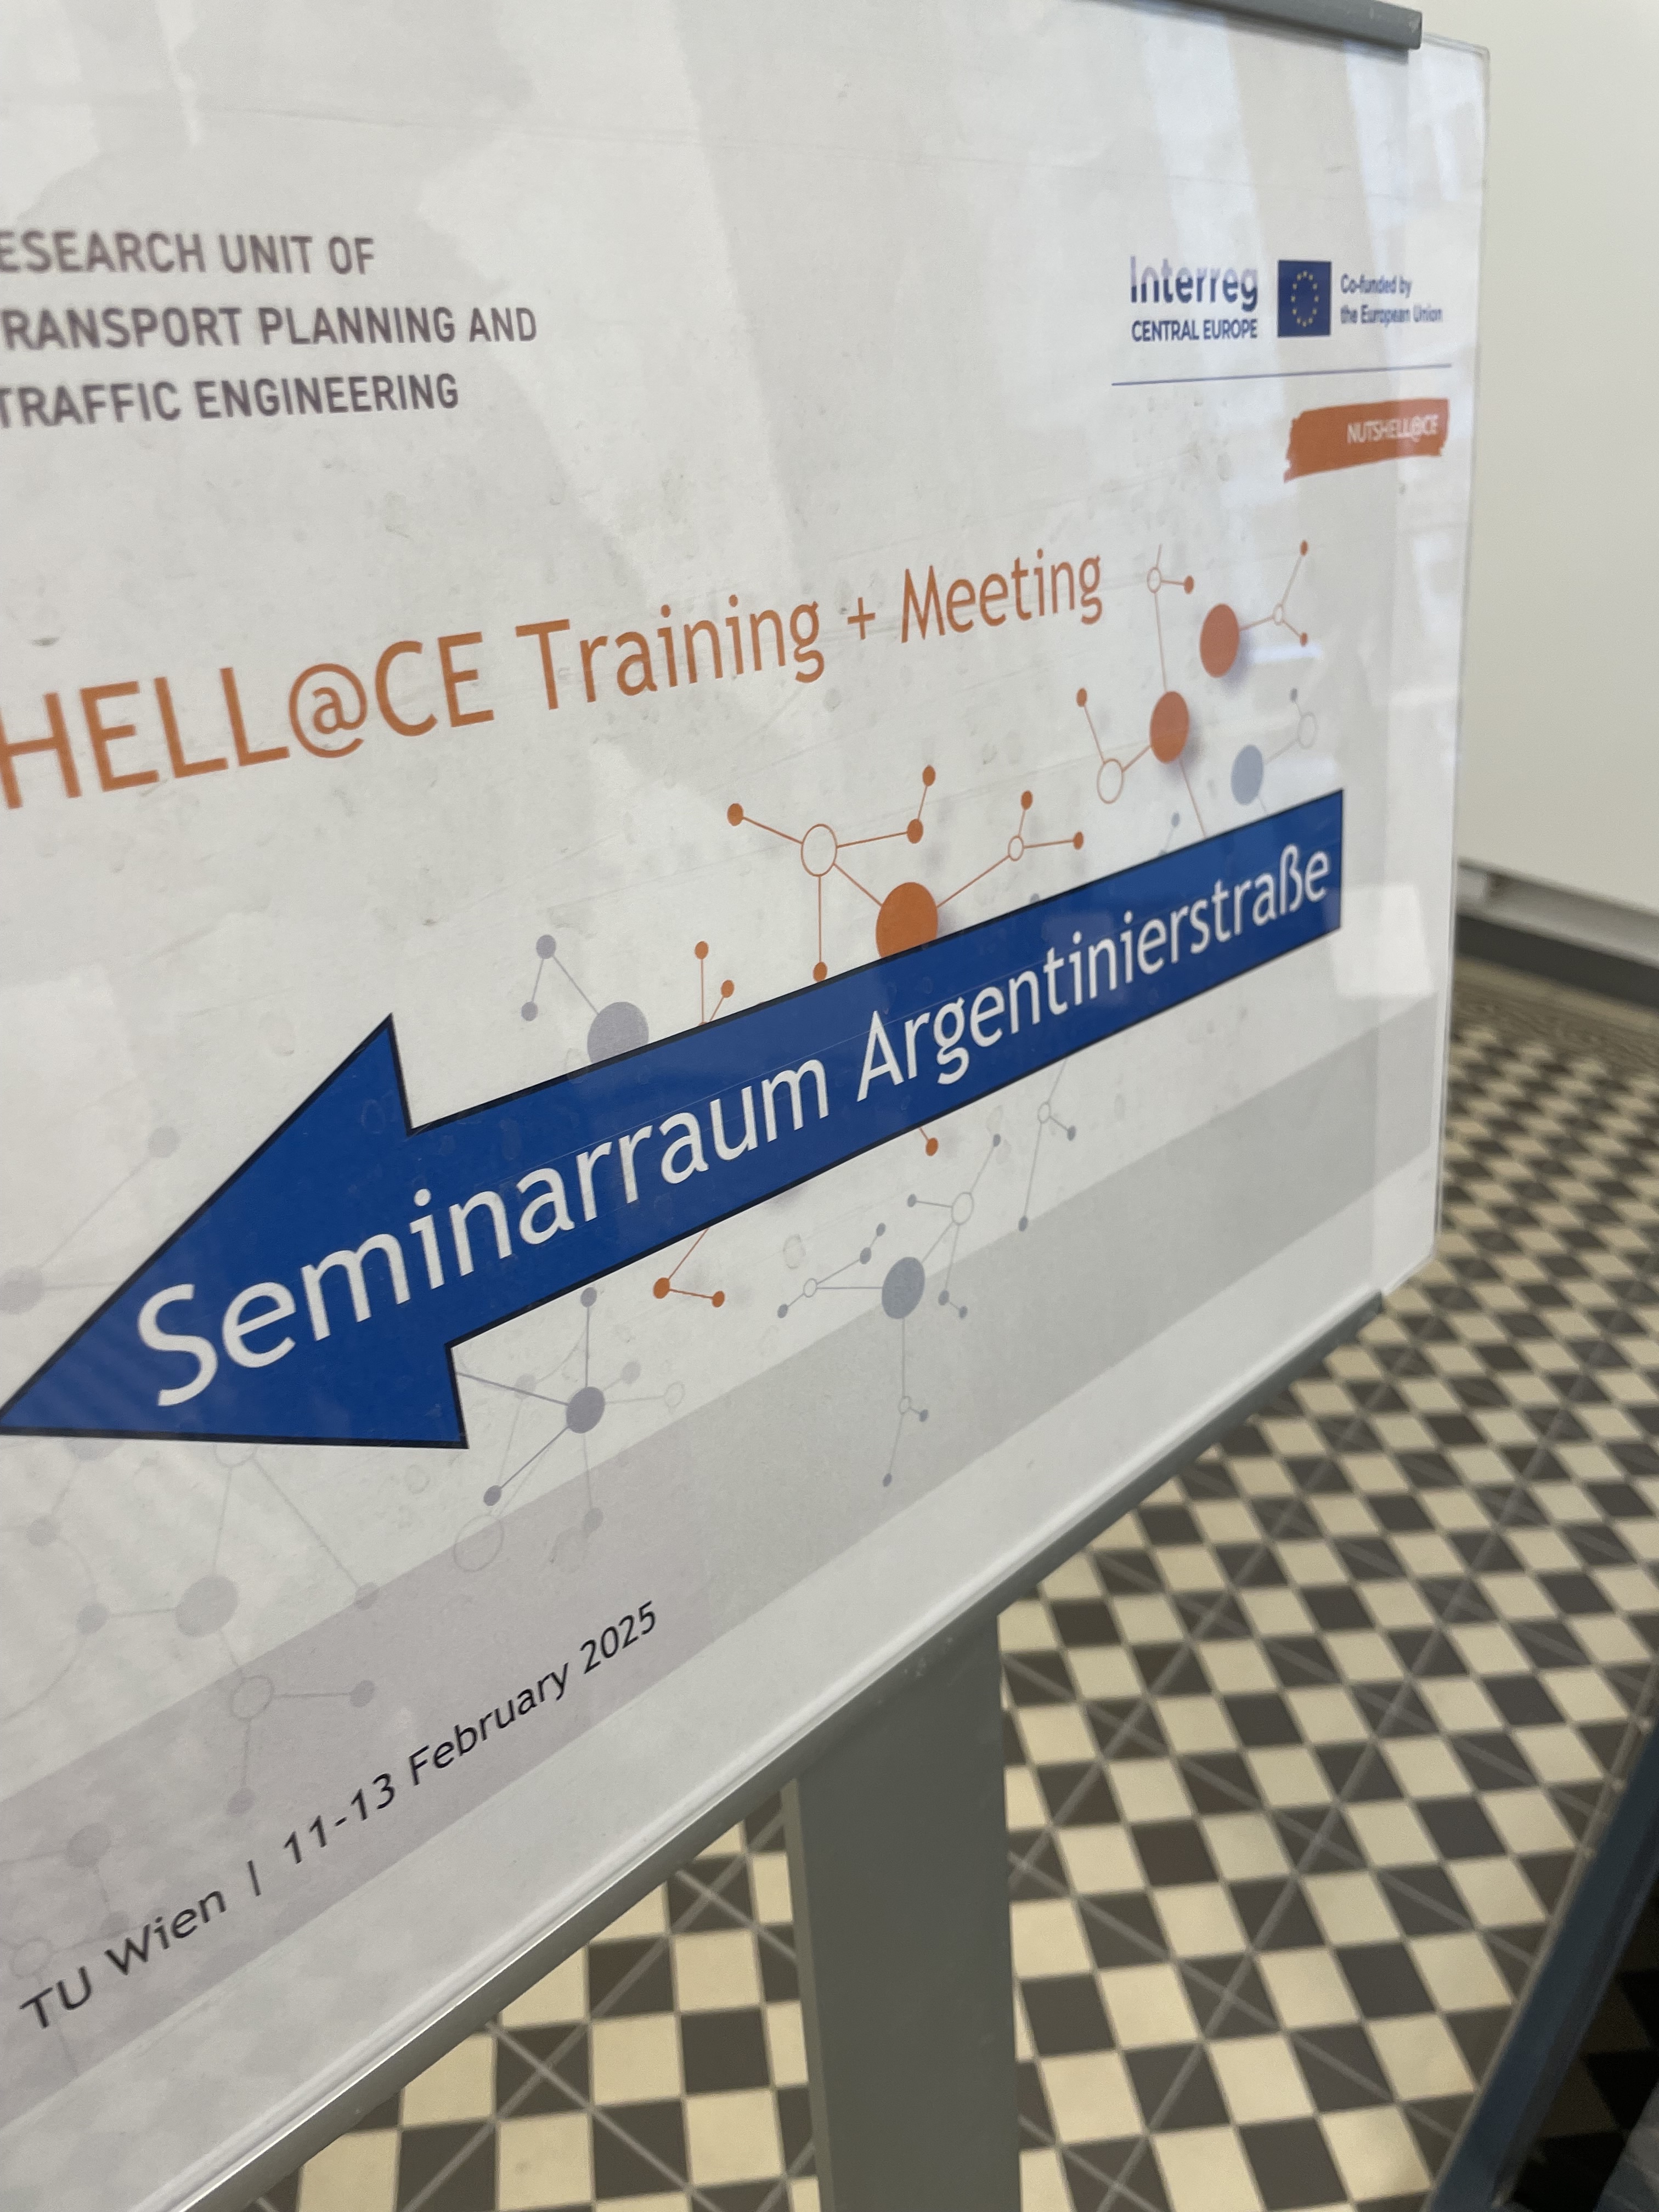 ESEARCH UNIT OF
TRANSPORT PLANNING AND
TRAFFIC ENGINEERING
Interreg
CENTRAL EUROPE
Co-funded by
the European Union
NUTSHELL@CE
HELL@CE Training + Meeting
Seminarraum Argentinierstraße
TU Wien | 11-13 February 2025